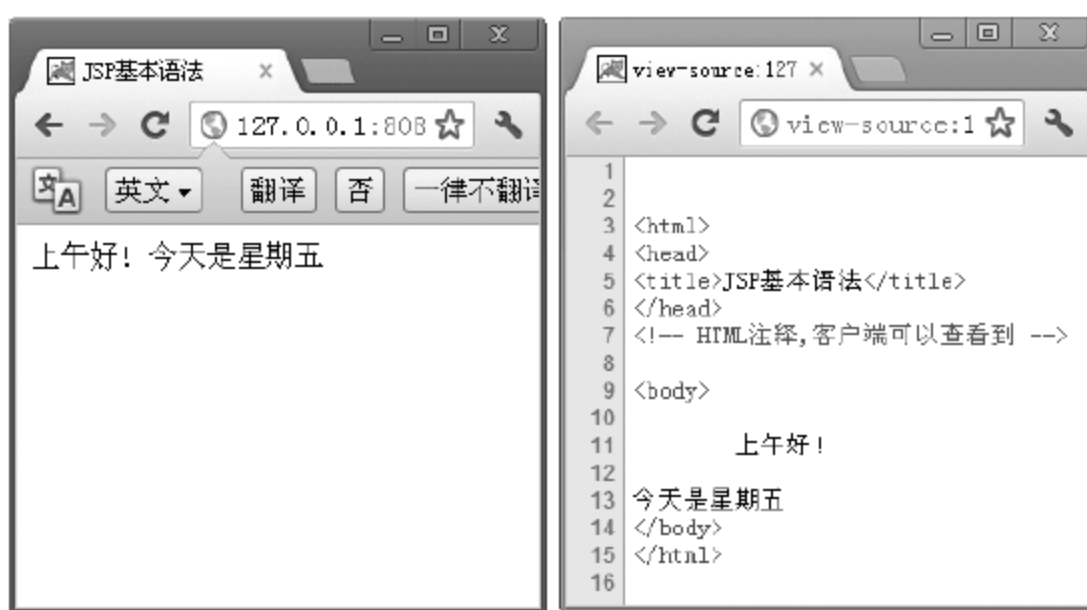 JSP基本语法
127.0.0.1:808
英文 翻译 否 一律不翻译
上午好！今天是星期五
view-source:127
view-source:1
1
2
3 <html>
4 <head>
5 <title>JSP基本语法</title>
6 </head>
7 <!-- HTML注释,客户端可以查看到 -->
8
9 <body>
10
11 上午好！
12
13 今天是星期五
14 </body>
15 </html>
16